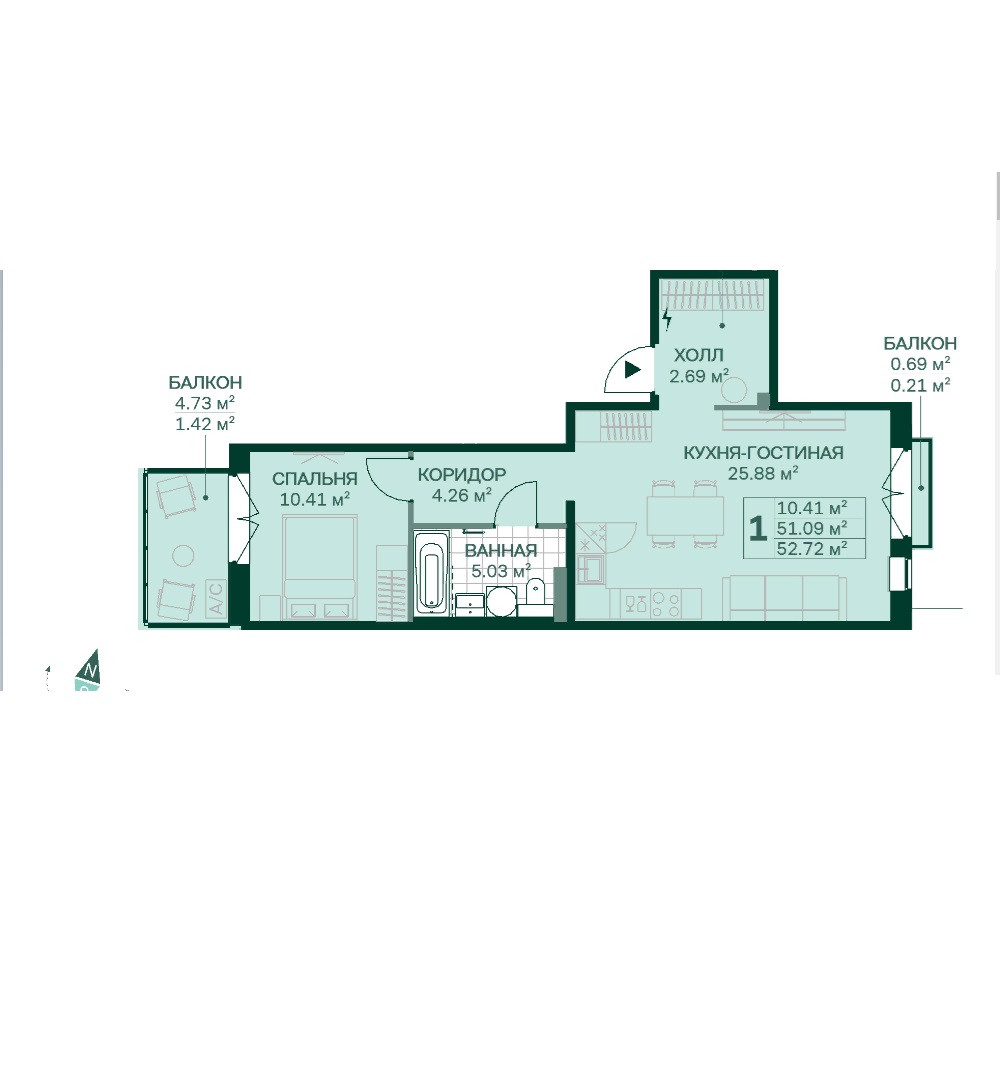 ХОЛЛ
2.69 м²
БАЛКОН
0.69 м²
0.21 м²
БАЛКОН
4.73 м²
1.42 м²
КУХНЯ-ГОСТИНАЯ
25.88 м²
СПАЛЬНЯ
10.41 м²
КОРИДОР
4.26 м²
1
10.41 м²
51.09 м²
52.72 м²
ВАННАЯ
5.03 м²
A/C
N